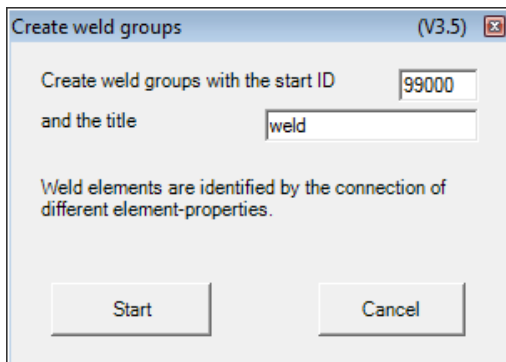 Create weld groups (V3.5)
Create weld groups with the start ID 99000
and the title weld
Weld elements are identified by the connection of
different element-properties.
Start Cancel